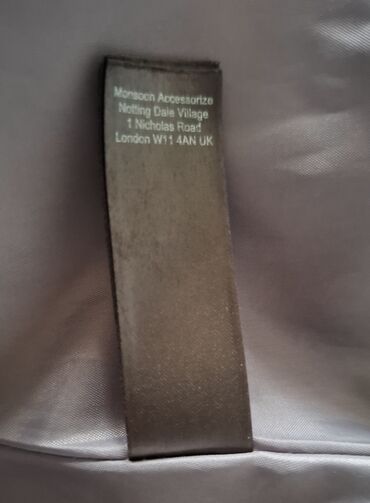 Monsoon Accessorize
Notting Dale Village
1 Nicholas Road
London W11 4AN UK